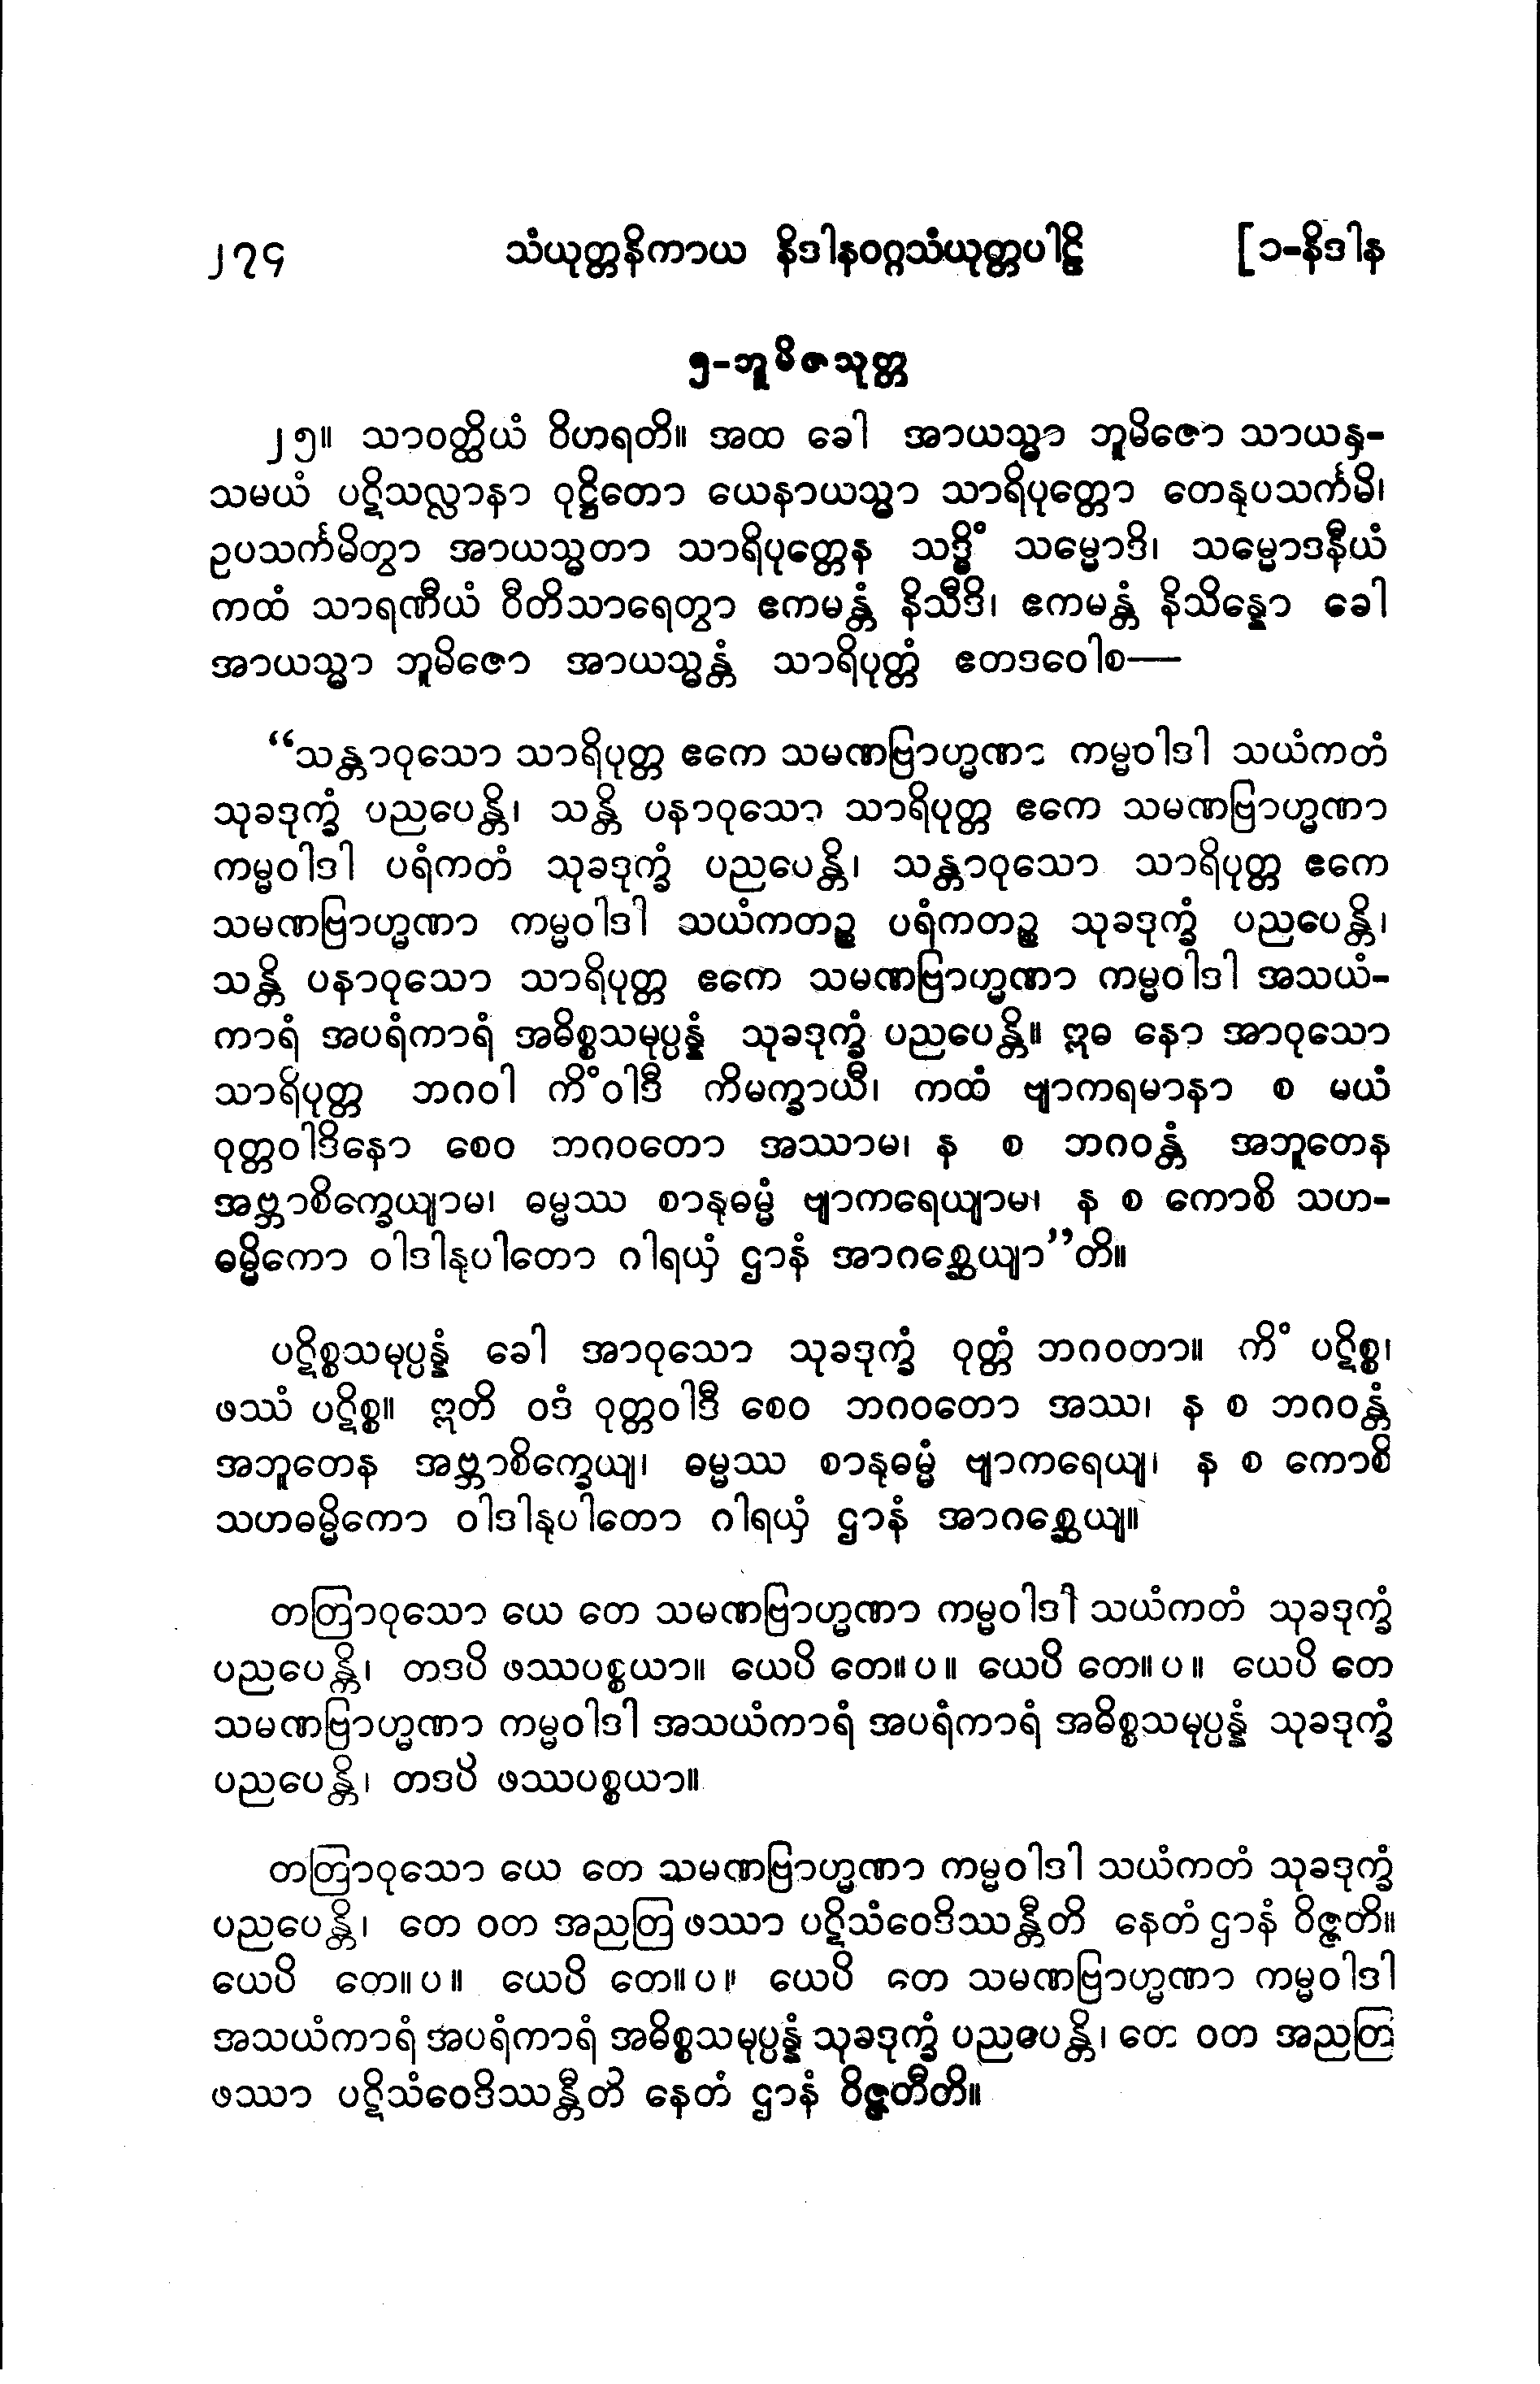 ၂၇၄ သံယုတ္တနိကာယ နိဒါနဝဂ္ဂသံယုတ္တပါဠိ [၁-နိဒါန
၅-ဘူမိဇသုတ္တ
၂၅။ သာဝတ္ထိယံ ဝိဟရတိ။ အထ ခေါ အာယသ္မာ ဘူမိဇော သာယနှ-
သမယံ ပဋိသလ္လာနာ ဝုဋ္ဌိတော ယေနာယသ္မာ သာရိပုတ္တော တေနုပသင်္ကမိ၊
ဥပသင်္ကမိတွာ အာယသ္မတာ သာရိပုတ္တေန သဒ္ဓိံ သမ္မောဒိ၊ သမ္မောဒနီယံ
ကထံ သာရဏီယံ ဝီတိသာရေတွာ ဧကမန္တံ နိသီဒိ၊ ဧကမန္တံ နိသိန္နော ခေါ
အာယသ္မာ ဘူမိဇော အာယသ္မန္တံ သာရိပုတ္တံ ဧတဒဝေါစ—
“သန္တာဝုသော သာရိပုတ္တ ဧကေ သမဏဗြာဟ္မဏာ ကမ္မဝါဒါ သယံကတံ
သုခဒုက္ခံ ပညပေန္တိ၊ သန္တိ ပနာဝုသော သာရိပုတ္တ ဧကေ သမဏဗြာဟ္မဏာ
ကမ္မဝါဒါ ပရံကတံ သုခဒုက္ခံ ပညပေန္တိ၊ သန္တာဝုသော သာရိပုတ္တ ဧကေ
သမဏဗြာဟ္မဏာ ကမ္မဝါဒါ သယံကတဉ္စ ပရံကတဉ္စ သုခဒုက္ခံ ပညပေန္တိ၊
သန္တိ ပနာဝုသော သာရိပုတ္တ ဧကေ သမဏဗြာဟ္မဏာ ကမ္မဝါဒါ အသယံ-
ကာရံ အပရံကာရံ အဓိစ္စသမုပ္ပန္နံ သုခဒုက္ခံ ပညပေန္တိ။ ဣဓ နော အာဝုသော
သာရိပုတ္တ ဘဂဝါ ကိံဝါဒီ ကိမက္ခာယီ၊ ကထံ ဗျာကရမာနာ စ မယံ
ဝုတ္တဝါဒိနော စေဝ ဘဂဝတော အဿာမ၊ န စ ဘဂဝန္တံ အဘူတေန
အဗ္ဘာစိက္ခေယျာမ၊ ဓမ္မဿ စာနုဓမ္မံ ဗျာကရေယျာမ၊ န စ ကောစိ သဟ-
ဓမ္မိကော ဝါဒါနုပါတော ဂါရယှံ ဌာနံ အာဂစ္ဆေယျာ”တိ။
ပဋိစ္စသမုပ္ပန္နံ ခေါ အာဝုသော သုခဒုက္ခံ ဝုတ္တံ ဘဂဝတာ။ ကိံ ပဋိစ္စ၊
ဖဿံ ပဋိစ္စ။ ဣတိ ဝဒံ ဝုတ္တဝါဒီ စေဝ ဘဂဝတော အဿ၊ န စ ဘဂဝန္တံ
အဘူတေန အဗ္ဘာစိက္ခေယျ၊ ဓမ္မဿ စာနုဓမ္မံ ဗျာကရေယျ၊ န စ ကောစိ
သဟဓမ္မိကော ဝါဒါနုပါတော ဂါရယှံ ဌာနံ အာဂစ္ဆေယျ။
တတြာဝုသော ယေ တေ သမဏဗြာဟ္မဏာ ကမ္မဝါဒါ သယံကတံ သုခဒုက္ခံ
ပညပေန္တိ၊ တဒပိ ဖဿပစ္စယာ။ ယေပိ တေ။ပ။ ယေပိ တေ။ပ။ ယေပိ တေ
သမဏဗြာဟ္မဏာ ကမ္မဝါဒါ အသယံကာရံ အပရံကာရံ အဓိစ္စသမုပ္ပန္နံ သုခဒုက္ခံ
ပညပေန္တိ၊ တဒပိ ဖဿပစ္စယာ။
တတြာဝုသော ယေ တေ သမဏဗြာဟ္မဏာ ကမ္မဝါဒါ သယံကတံ သုခဒုက္ခံ
ပညပေန္တိ၊ တေ ဝတ အညတြ ဖဿာ ပဋိသံဝေဒိဿန္တီတိ နေတံ ဌာနံ ဝိဇ္ဇတိ။
ယေပိ တေ။ပ။ ယေပိ တေ။ပ။ ယေပိ တေ သမဏဗြာဟ္မဏာ ကမ္မဝါဒါ
အသယံကာရံ အပရံကာရံ အဓိစ္စသမုပ္ပန္နံ သုခဒုက္ခံ ပညပေန္တိ၊ တေ ဝတ အညတြ
ဖဿာ ပဋိသံဝေဒိဿန္တီတိ နေတံ ဌာနံ ဝိဇ္ဇတီတိ။